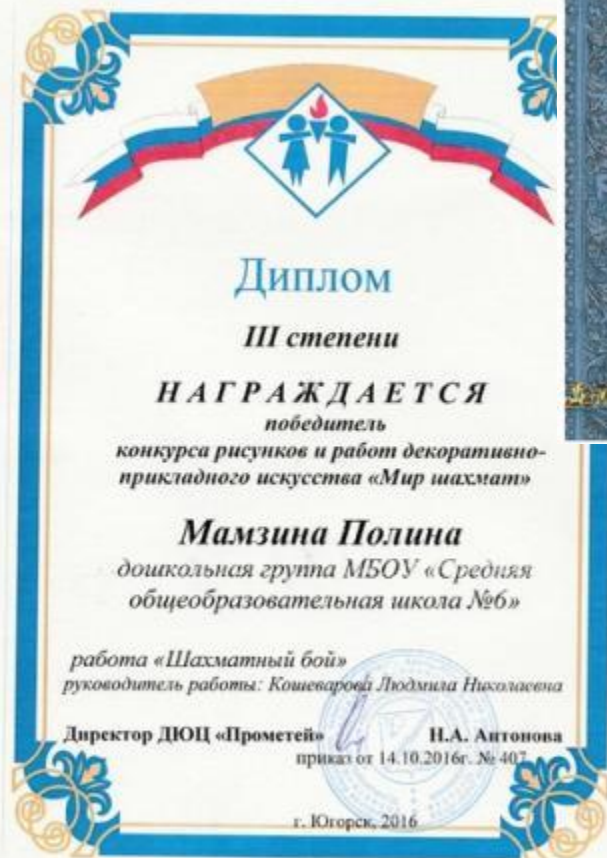 Диплом
III степени
НАГРАЖДАЕТСЯ
победитель
конкурса рисунков и работ декоративно-
прикладного искусства «Мир шахмат»
Мамзина Полина
дошкольная группа МБОУ «Средняя
общеобразовательная школа №6»
работа «Шахматный бой»
руководитель работы: Кошеварова Людмила Николаевна
Директор ДЮЦ «Прометей» Н.А. Антонова
приказ от 14.10.2016г. № 407
г. Югорск, 2016